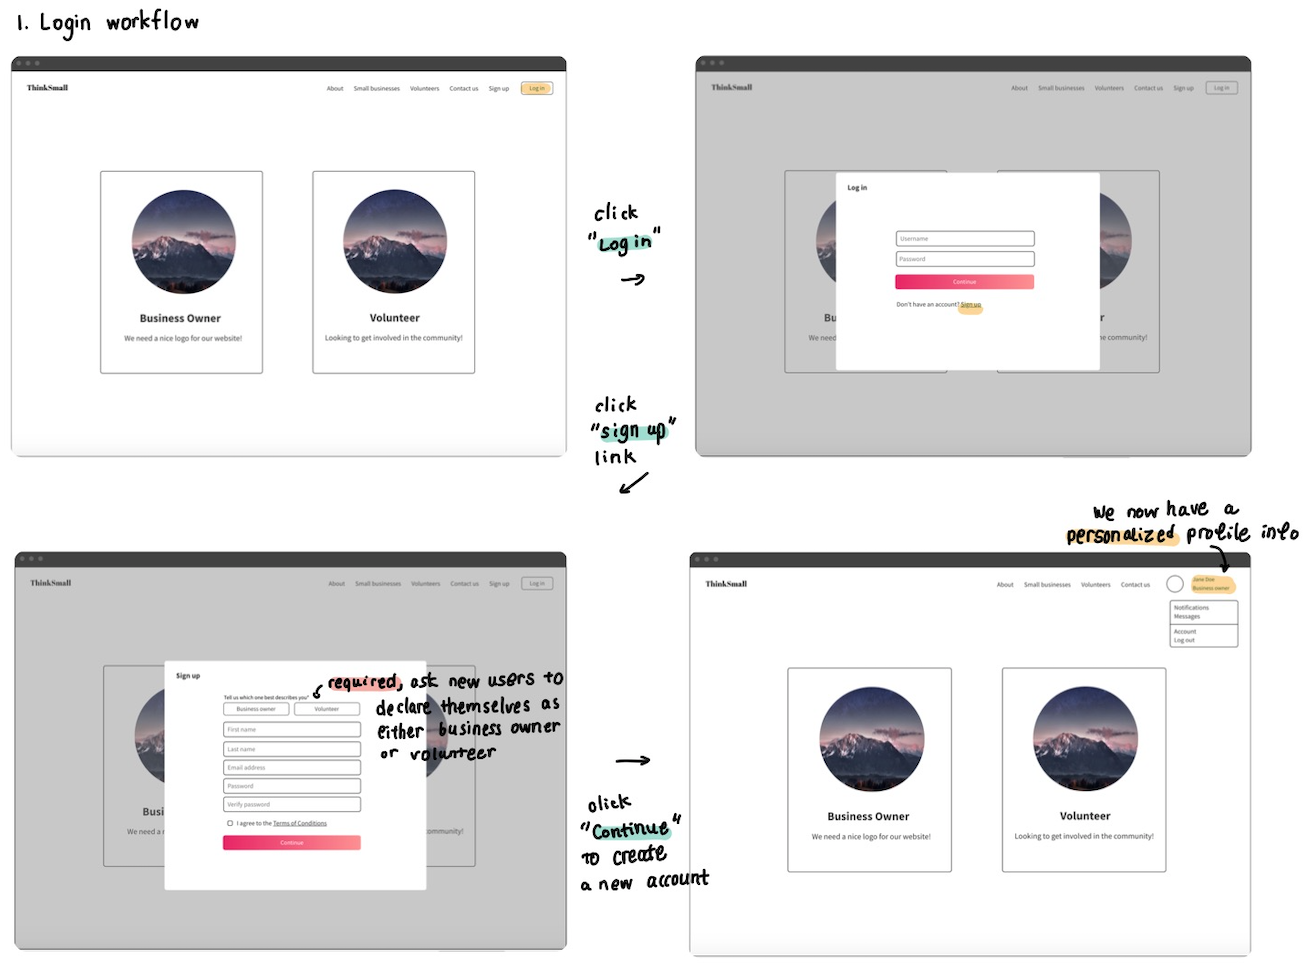 1. Login workflow
ThinkSmall
About Small businesses Volunteers Contact us Sign up Log in
Business Owner
We need a nice logo for our website!
Volunteer
Looking to get involved in the community!
click
"Log in"
→
ThinkSmall
About Small businesses Volunteers Contact us Sign up Log in
Log in
Username
Password
Continue
Don't have an account? Sign up
Bu
We need
r
he community!
click
"sign up"
link
ThinkSmall
About Small businesses Volunteers Contact us Sign up Log in
Sign up
Tell us which one best describes you*
Business owner Volunteer
First name
Last name
Email address
Password
Verify password
I agree to the Terms of Conditions
Continue
Busi
We need a r
ommunity!
required, ask new users to
declare themselves as
either business owner
or volunteer
→
click
"Continue"
to create
a new account
We now have a
personalized profile info
ThinkSmall
About Small businesses Volunteers Contact us
Jane Doe
Business owner
Notifications
Messages
Account
Log out
Business Owner
We need a nice logo for our website!
Volunteer
Looking to get involved in the community!